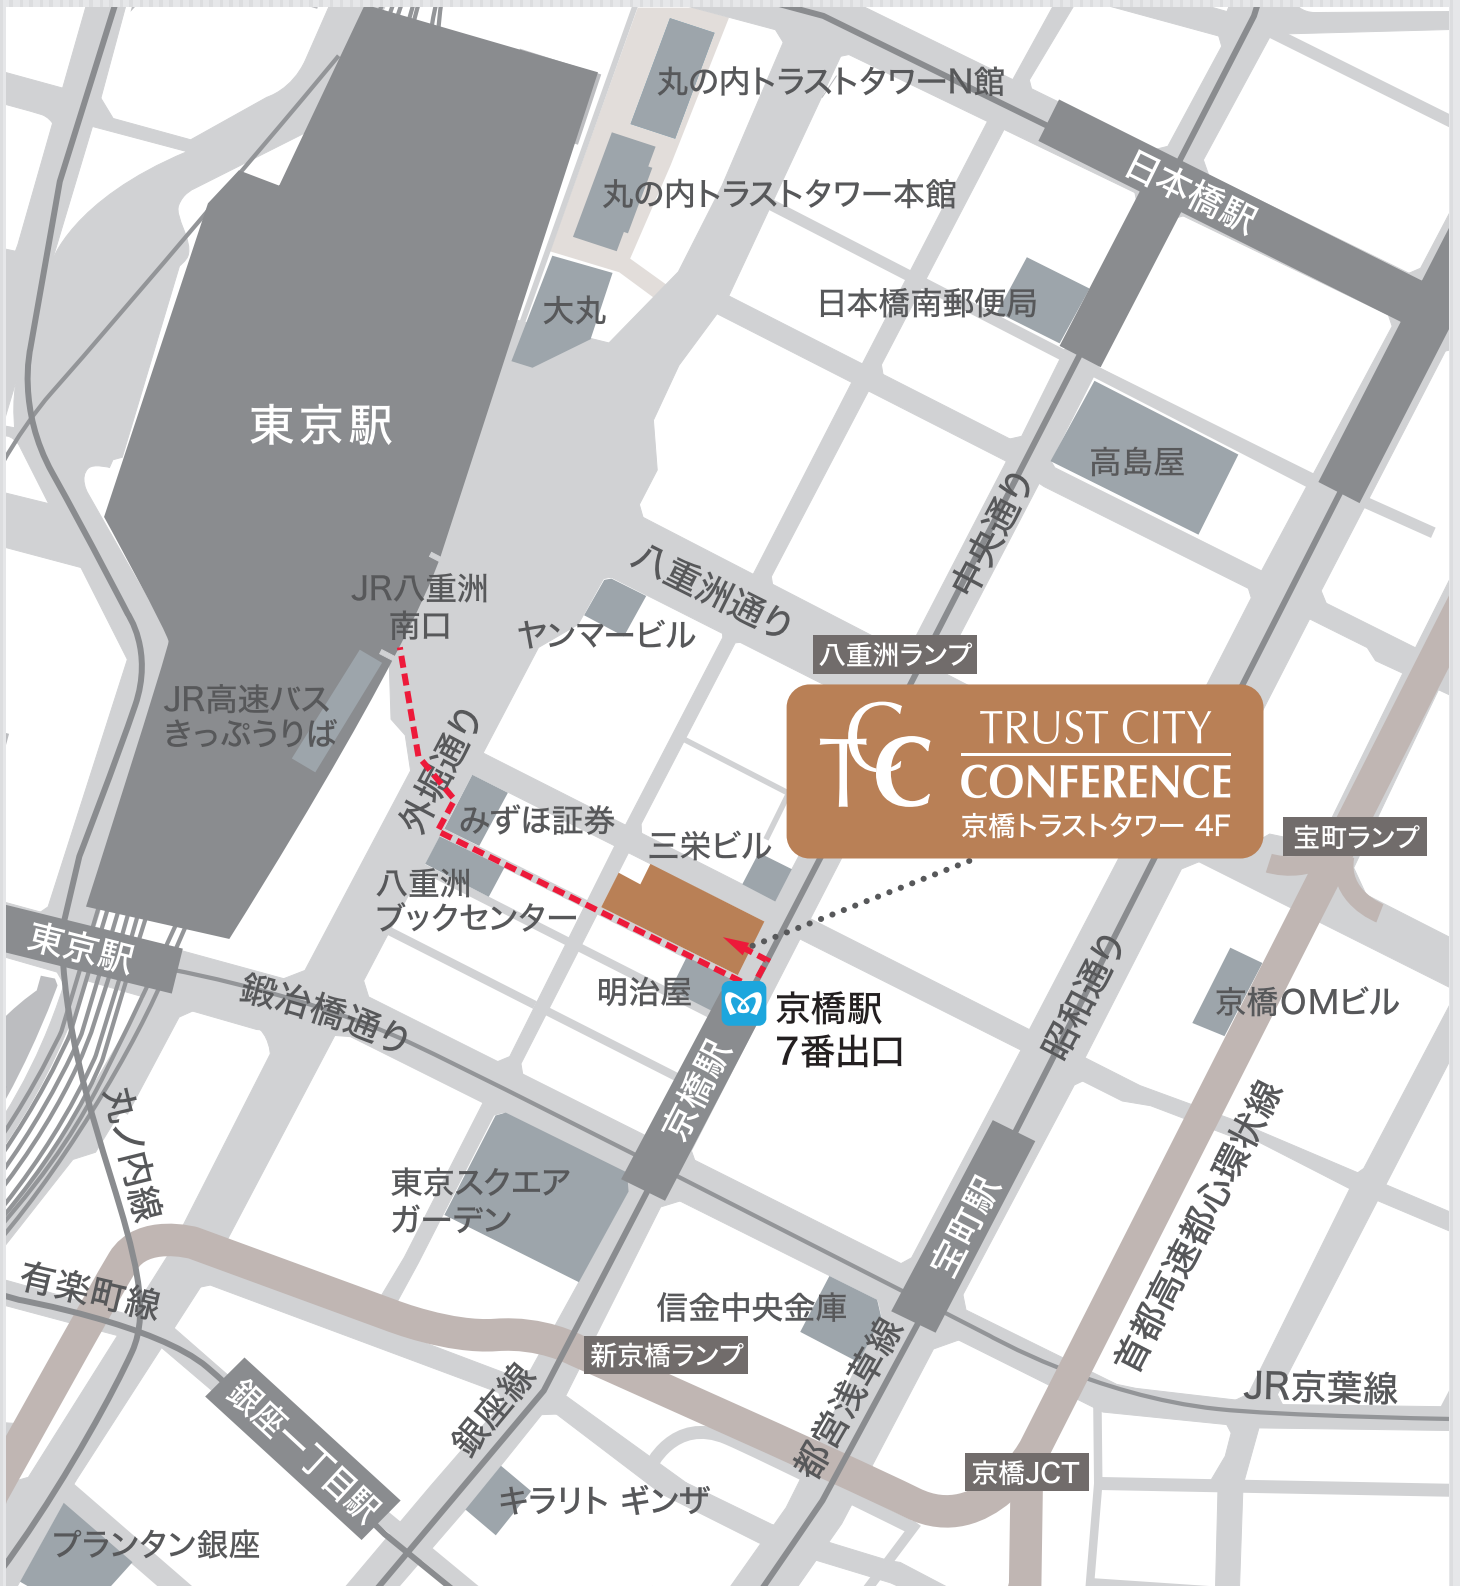 丸の内トラストタワーN館
日本橋駅
丸の内トラストタワー本館
日本橋南郵便局
大丸
東京駅
高島屋
中央通り
八重洲通り
JR八重洲
南口
ヤンマービル
八重洲ランプ
JR高速バス
きっぷうりば
外堀通り
TCC
TRUST CITY
CONFERENCE
京橋トラストタワー 4F
みずほ証券
三栄ビル
宝町ランプ
八重洲
ブックセンター
東京駅
鍛冶橋通り
明治屋
京橋駅
7番出口
昭和通り
京橋OMビル
京橋駅
丸ノ内線
東京スクエア
ガーデン
宝町駅
首都高速都心環状線
有楽町線
信金中央金庫
新京橋ランプ
都営浅草線
JR京葉線
銀座一丁目駅
銀座線
京橋JCT
キラリト ギンザ
プランタン銀座